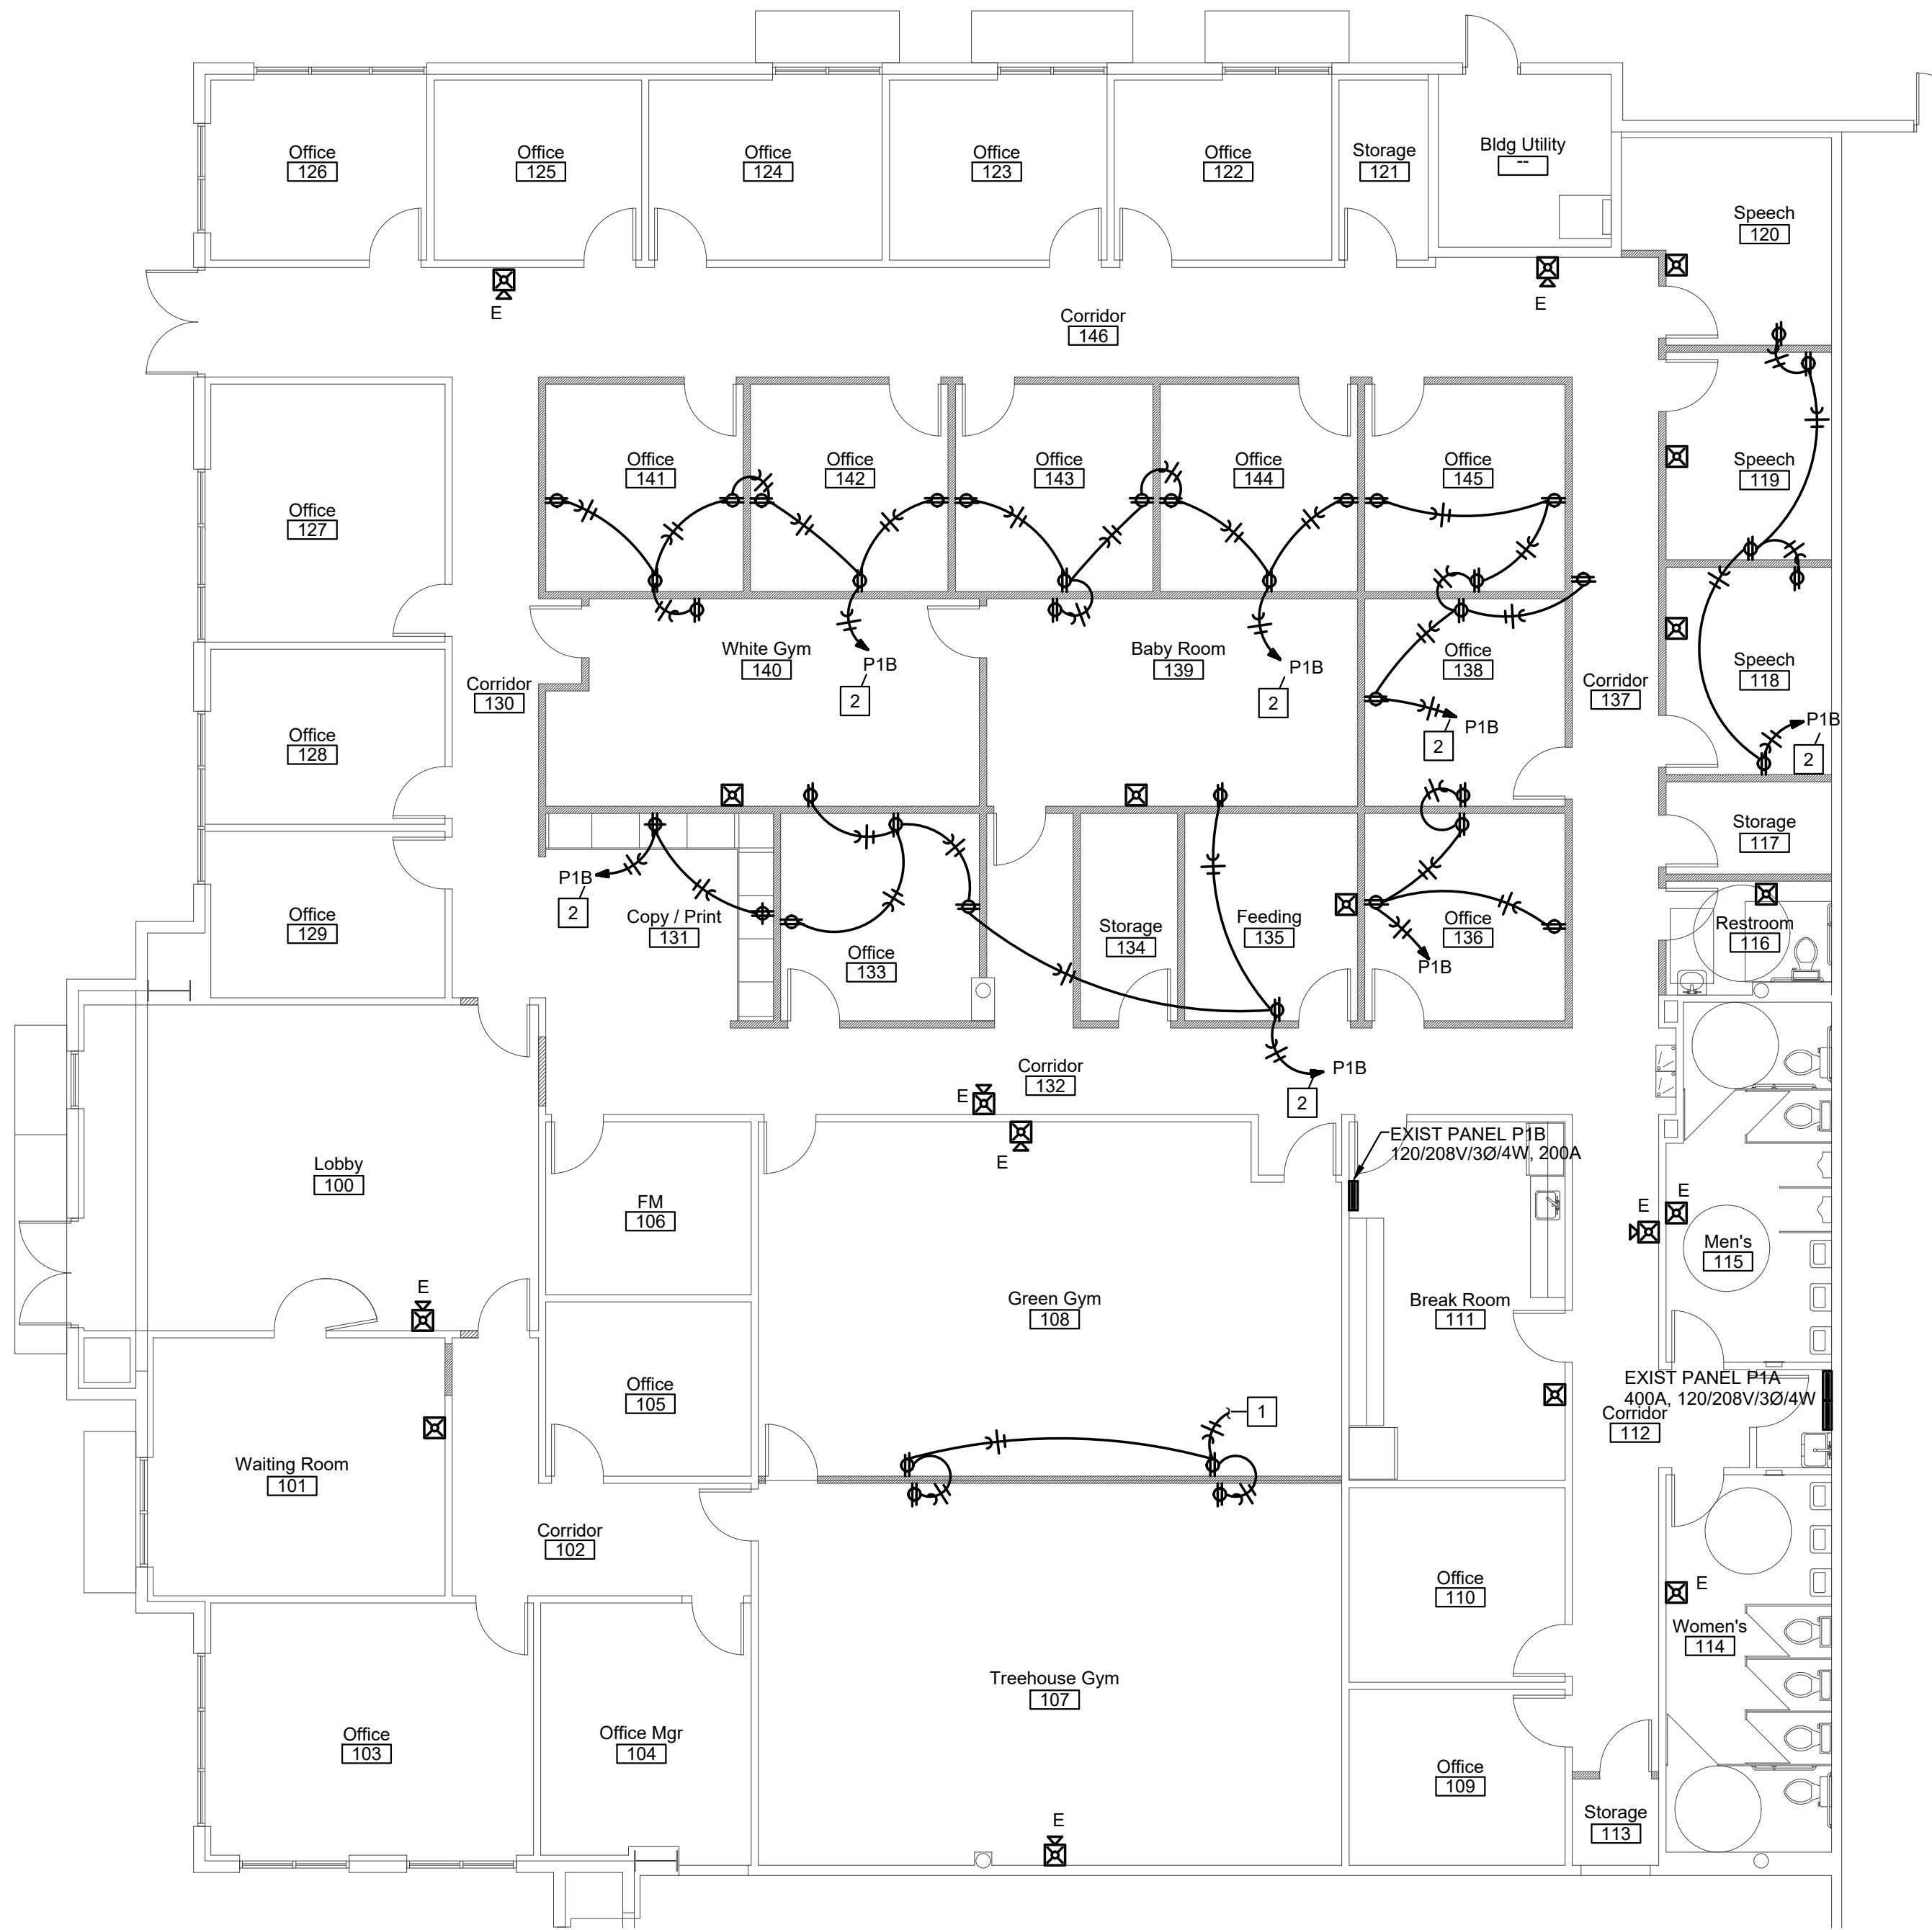 Office
126
Office
125
Office
124
Office
123
Office
122
Storage
121
Bldg Utility
--
Speech
120
E
E
Corridor
146
Office
127
Office
141
Office
142
Office
143
Office
144
Office
145
Speech
119
Office
128
Corridor
130
White Gym
140
P1B
2
Baby Room
139
P1B
2
Office
138
P1B
2
Corridor
137
Speech
118
P1B
2
Storage
117
Office
129
P1B
2
Copy / Print
131
Office
133
Storage
134
Feeding
135
Office
136
P1B
Restroom
116
Corridor
132
P1B
2
E
E
EXIST PANEL P1B
120/208V/3Ø/4W, 200A
Lobby
100
FM
106
E
E
E
Men's
115
Green Gym
108
Break Room
111
Office
105
1
EXIST PANEL P1A
400A, 120/208V/3Ø/4W
Corridor
112
Waiting Room
101
Corridor
102
Office
110
E
Women's
114
Treehouse Gym
107
Office
103
Office Mgr
104
Office
109
E
Storage
113